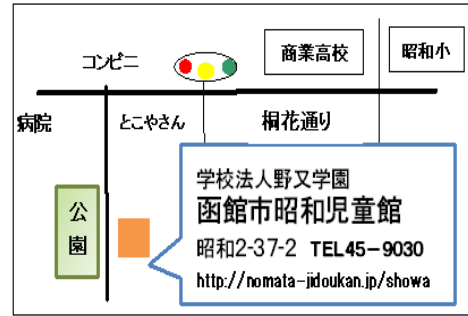 商業高校
昭和小
コンビニ
病院
とこやさん
桐花通り
公園
学校法人野又学園
函館市昭和児童館
昭和2-37-2 TEL45-9030
http://nomata-jidoukan.jp/showa